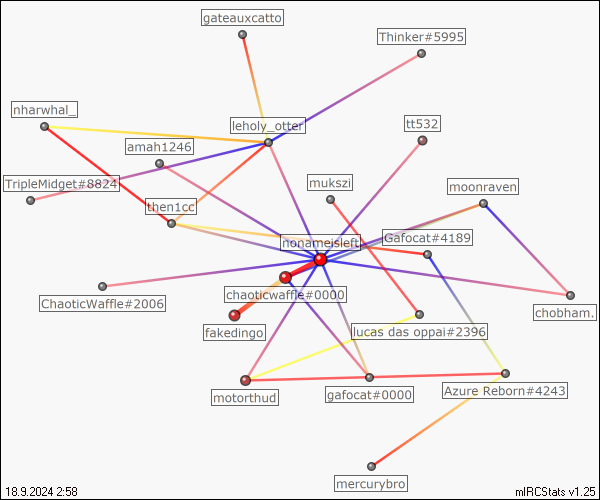 gateauxcatto
Thinker#5995
nharwhal_
leholy_otter
tt532
amah1246
TripleMidget#8824
mukszi
moonraven
then1cc
nonameisleft
Gafocat#4189
chaoticwaffle#0000
ChaoticWaffle#2006
chobham.
fakedingo
lucas das oppai#2396
motorthud
gafocat#0000
Azure Reborn#4243
mercurybro
18.9.2024 2:58
mIRCStats v1.25